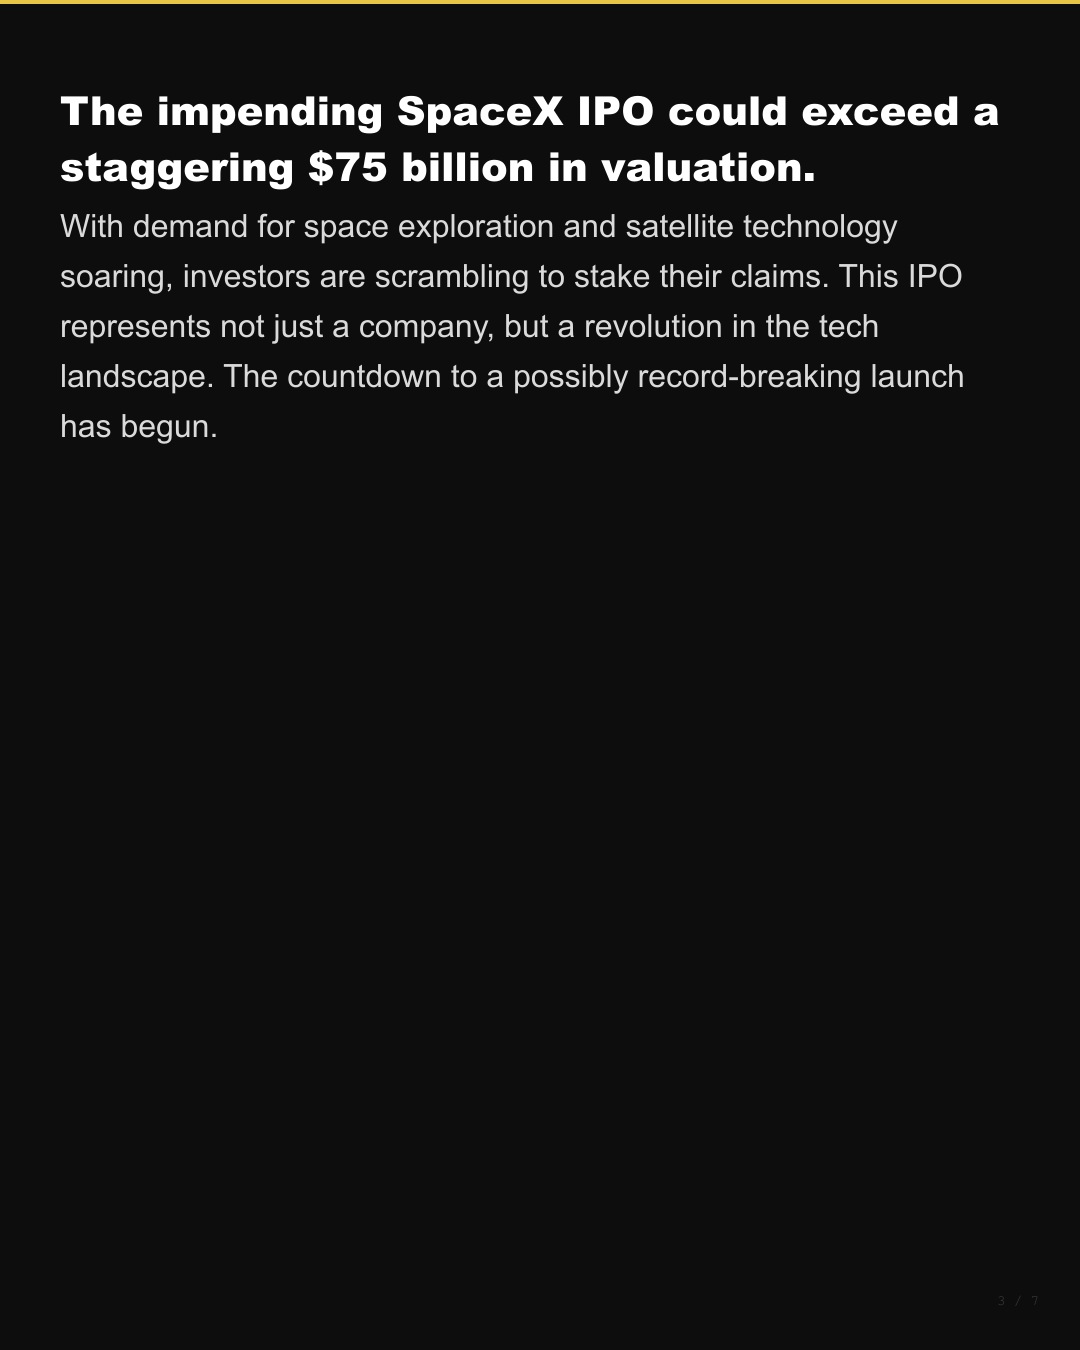 The impending SpaceX IPO could exceed a
staggering $75 billion in valuation.
With demand for space exploration and satellite technology
soaring, investors are scrambling to stake their claims. This IPO
represents not just a company, but a revolution in the tech
landscape. The countdown to a possibly record-breaking launch
has begun.
3 / 7